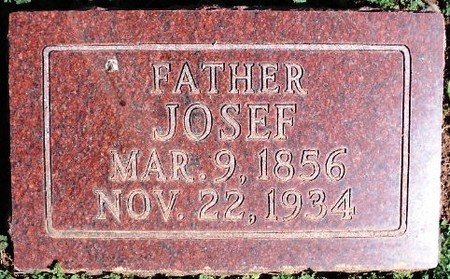 FATHER
JOSEF
MAR. 9, 1856
NOV. 22, 1934